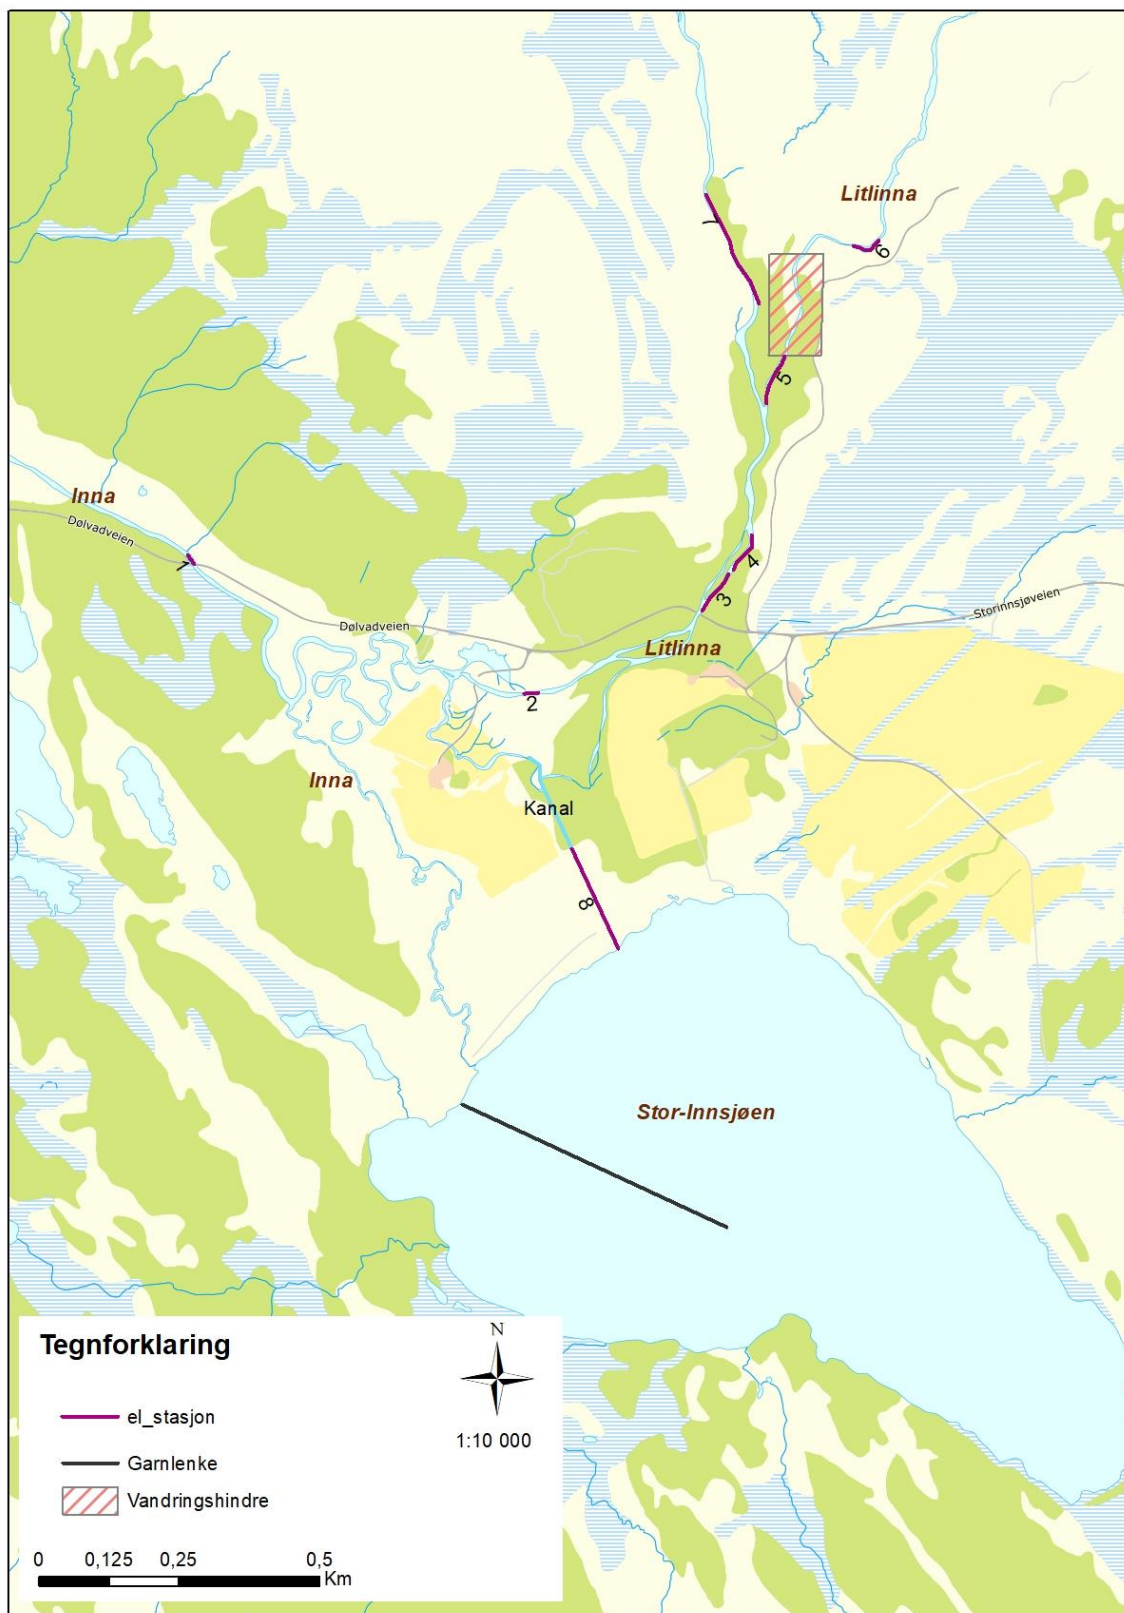 Litlinna
7
6
5
Inna
Dølvadveien
1
4
3
Storinnsjøveien
Dølvadveien
Litlinna
2
Inna
Kanal
8
Stor-Innsjøen
Tegnforklaring
N
el_stasjon
1:10 000
Garnlenke
Vandringshindre
0 0,125 0,25 0,5
Km